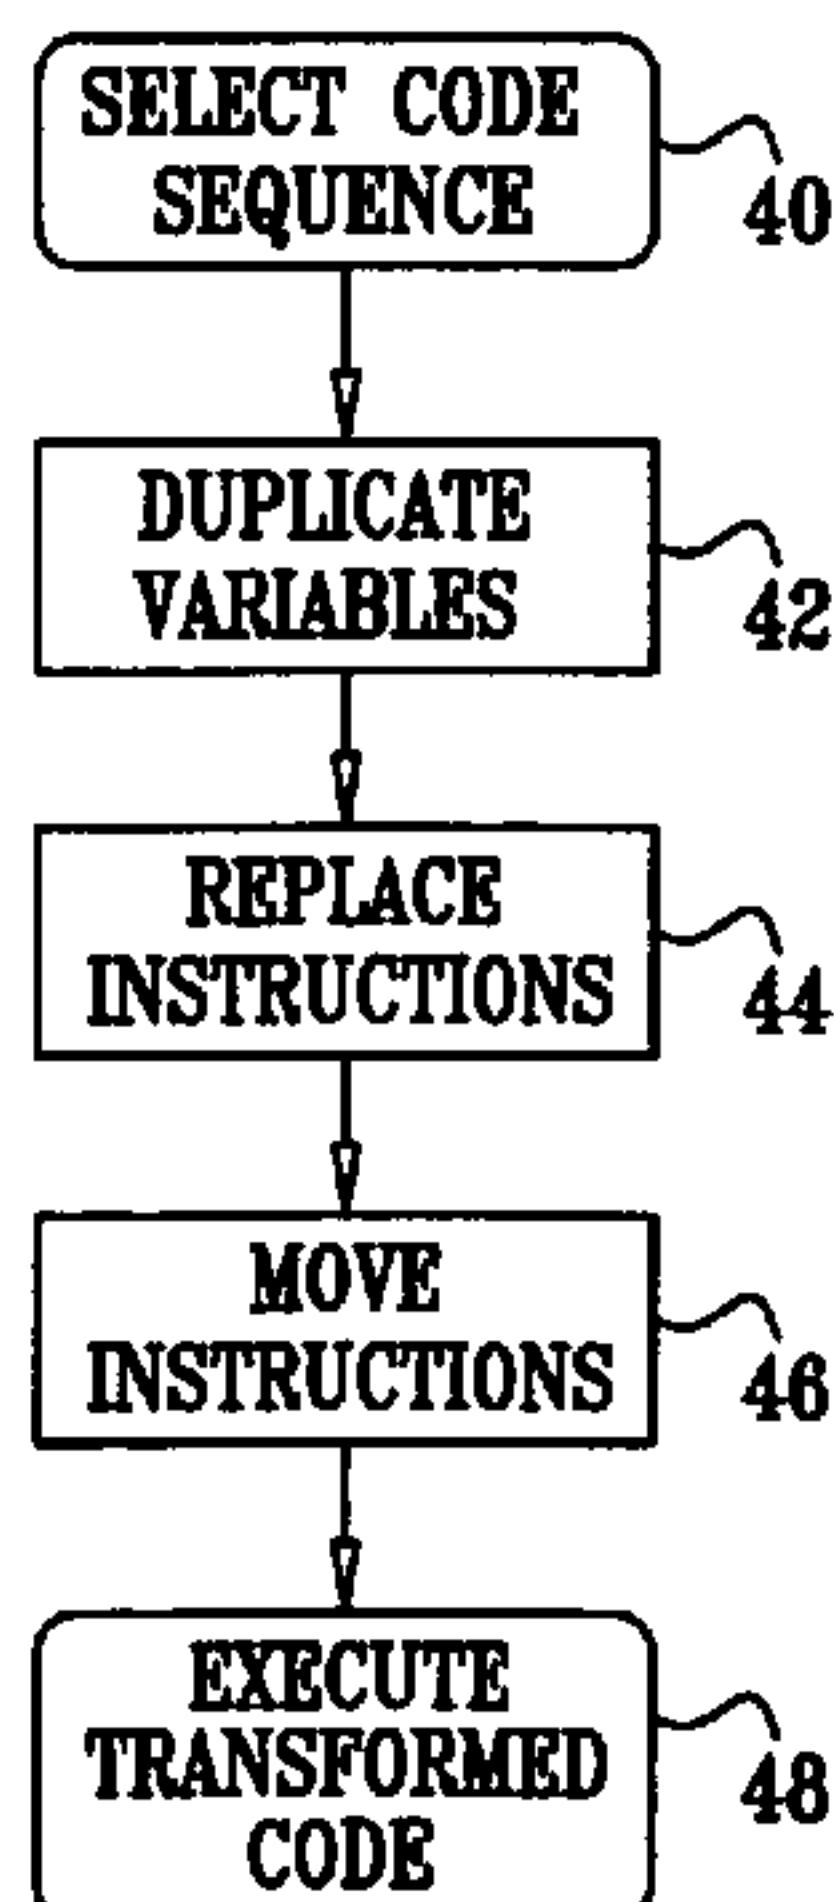 SELECT CODE
SEQUENCE
40
DUPLICATE
VARIABLES
42
REPLACE
INSTRUCTIONS
44
MOVE
INSTRUCTIONS
46
EXECUTE
TRANSFORMED
CODE
48